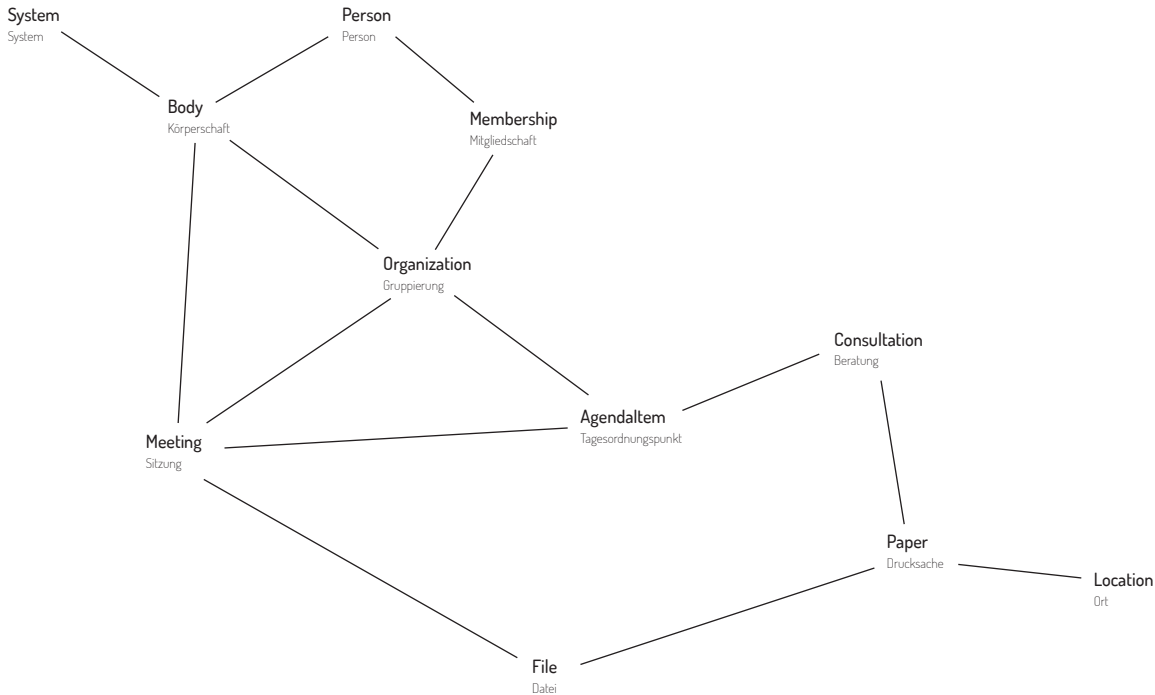 System
System
Person
Person
Body
Körperschaft
Membership
Mitgliedschaft
Organization
Gruppierung
Consultation
Beratung
AgendaItem
Tagesordnungspunkt
Meeting
Sitzung
Paper
Drucksache
Location
Ort
File
Datei